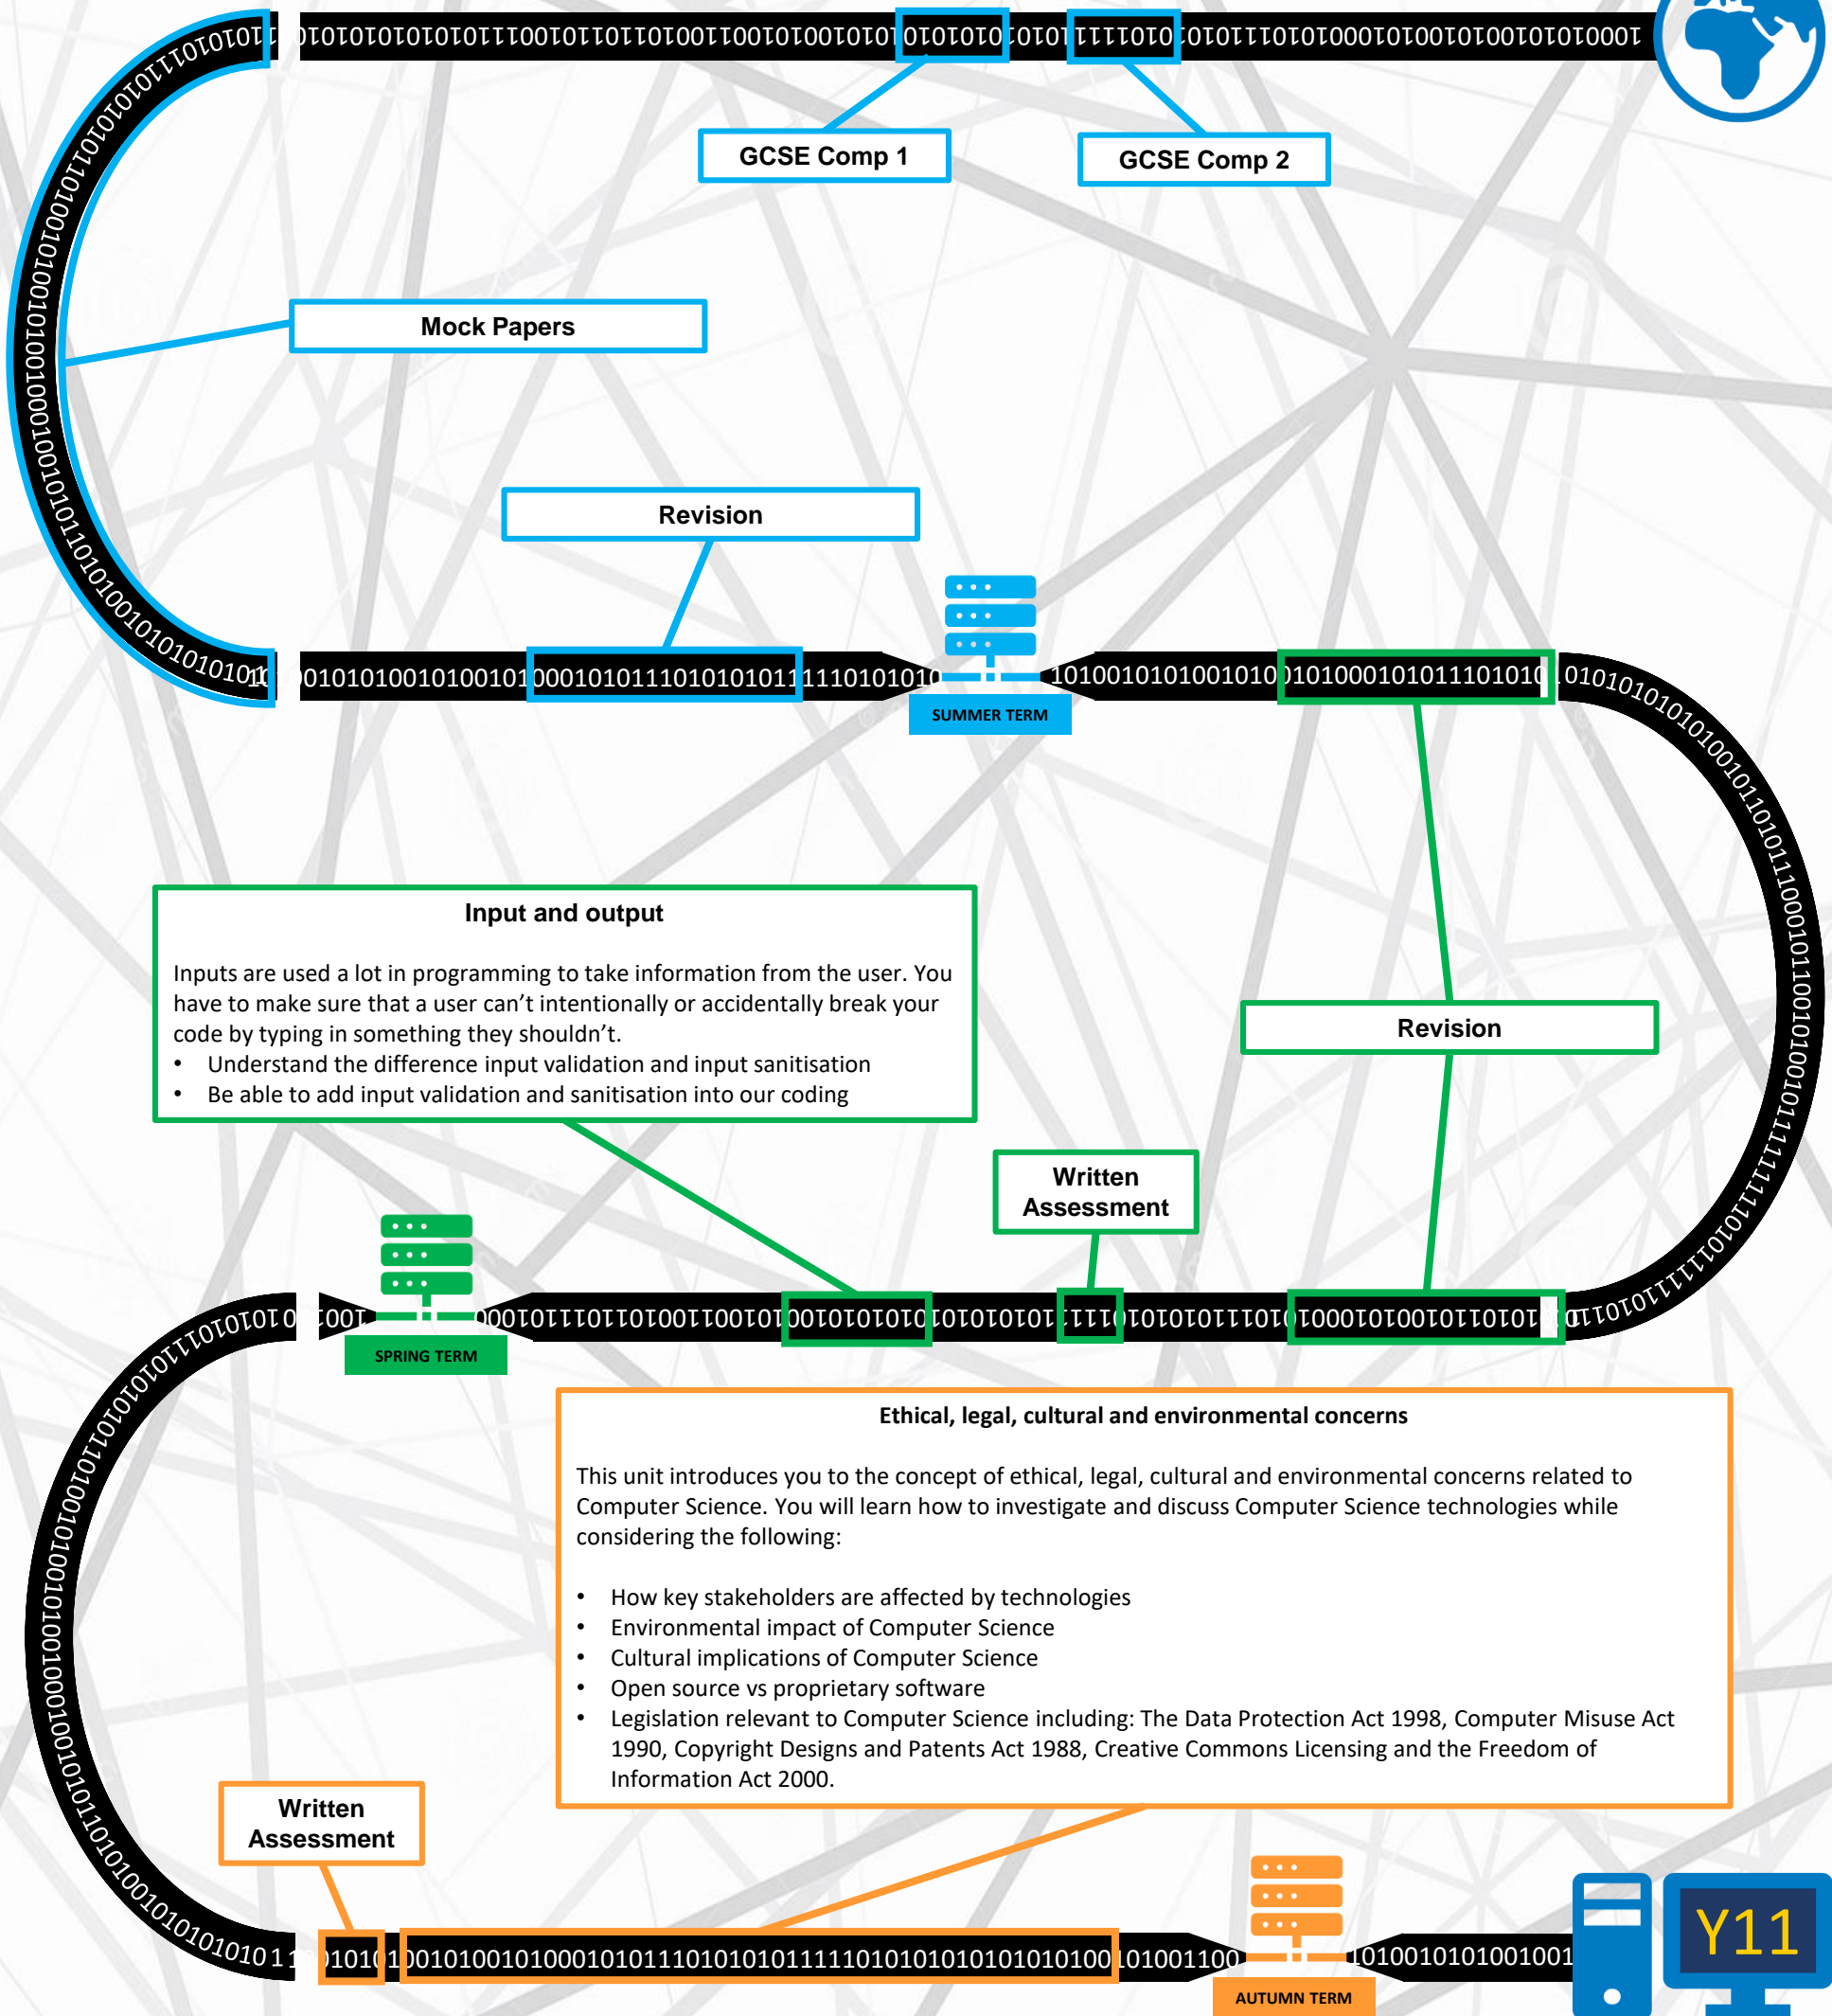 GCSE Comp 1
GCSE Comp 2
Mock Papers
Revision
SUMMER TERM
Input and output
Inputs are used a lot in programming to take information from the user. You
have to make sure that a user can’t intentionally or accidentally break your
code by typing in something they shouldn’t.
• Understand the difference input validation and input sanitisation
• Be able to add input validation and sanitisation into our coding
Revision
Written
Assessment
SPRING TERM
Ethical, legal, cultural and environmental concerns
This unit introduces you to the concept of ethical, legal, cultural and environmental concerns related to
Computer Science. You will learn how to investigate and discuss Computer Science technologies while
considering the following:
• How key stakeholders are affected by technologies
• Environmental impact of Computer Science
• Cultural implications of Computer Science
• Open source vs proprietary software
• Legislation relevant to Computer Science including: The Data Protection Act 1998, Computer Misuse Act
1990, Copyright Designs and Patents Act 1988, Creative Commons Licensing and the Freedom of
Information Act 2000.
Written
Assessment
Y11
AUTUMN TERM